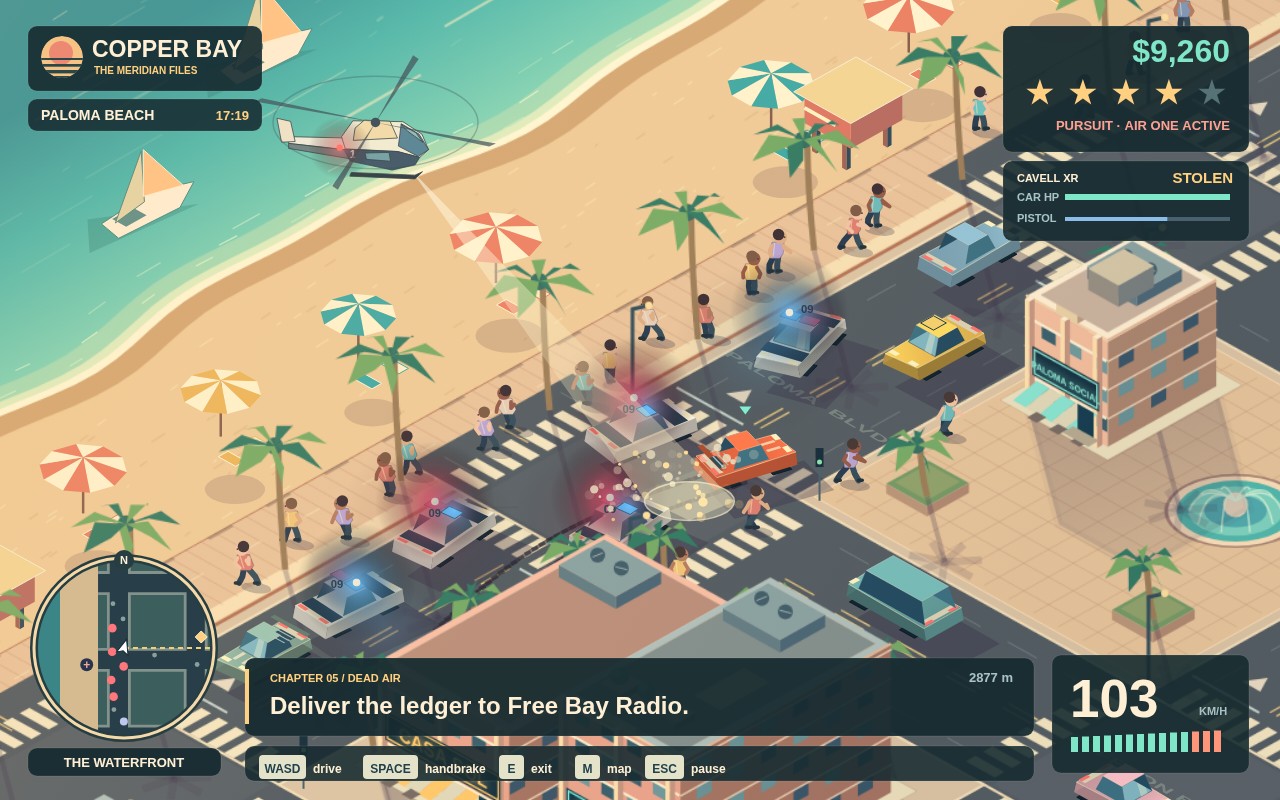 COPPER BAY
THE MERIDIAN FILES
PALOMA BEACH 17:19
$9,260
PURSUIT · AIR ONE ACTIVE
CAVELL XR STOLEN
CAR HP
PISTOL
09
PALOMA BLVD
PALOMA SOCIAL
09
09
09
N
THE WATERFRONT
CHAPTER 05 / DEAD AIR 2877 m
Deliver the ledger to Free Bay Radio.
WASD drive SPACE handbrake E exit M map ESC pause
103 KM/H